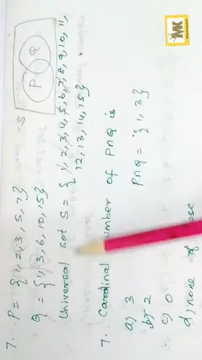 7. P = {1, 2, 3, 5, 7}
Q = {1, 3, 6, 10, 15}
Universal set S = {1, 2, 3, 4, 5, 6, 7, 8, 9, 10, 11,
12, 13, 14, 15}
S
P Q
7. Cardinal number of P∩Q is
a) 3
b) 2
c) 0
d) none of these
P∩Q = {1, 3}
MK